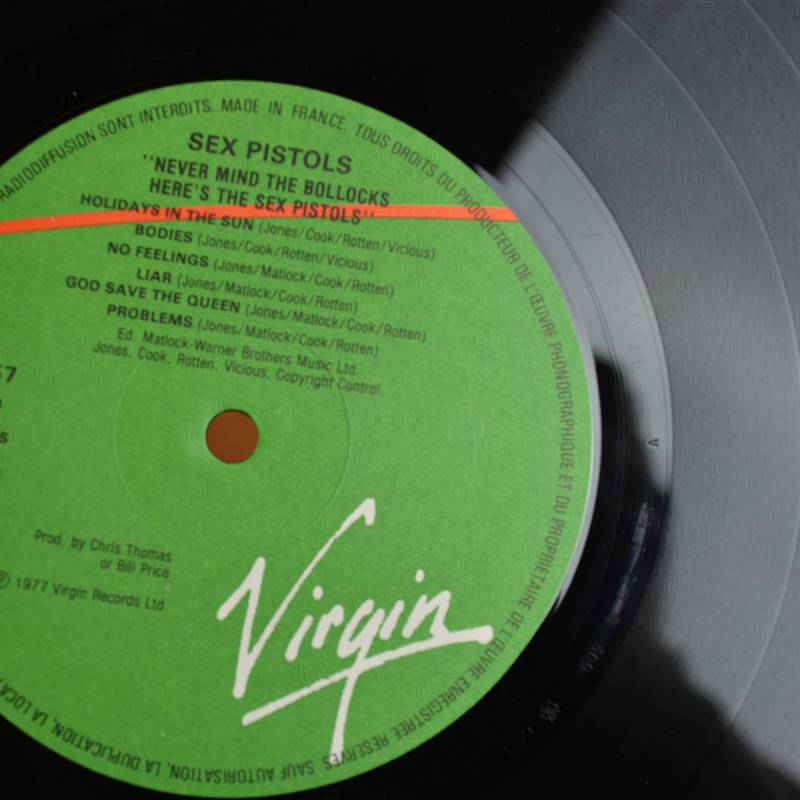 RADIODIFFUSION SONT INTERDITS. MADE IN FRANCE. TOUS DROITS DU PRODUCTEUR DE L'ŒUVRE PHONOGRAPHIQUE ET DU PROPRIETAIRE DE L'ŒUVRE ENREGISTREE RESERVES. SAUF AUTORISATION, LA DUPLICATION, LA
SEX PISTOLS
"NEVER MIND THE BOLLOCKS
HERE'S THE SEX PISTOLS"
HOLIDAYS IN THE SUN (Jones/Cook/Rotten/Vicious)
BODIES (Jones/Cook/Rotten/Vicious)
NO FEELINGS (Jones/Matlock/Cook/Rotten)
LIAR (Jones/Matlock/Cook/Rotten)
GOD SAVE THE QUEEN (Jones/Matlock/Cook/Rotten)
PROBLEMS (Jones/Matlock/Cook/Rotten)
Ed. Matlock-Warner Brothers Music Ltd.
Jones, Cook, Rotten, Vicious, Copyright Control
57
Prod. by Chris Thomas
or Bill Price
℗ 1977 Virgin Records Ltd
Virgin
A